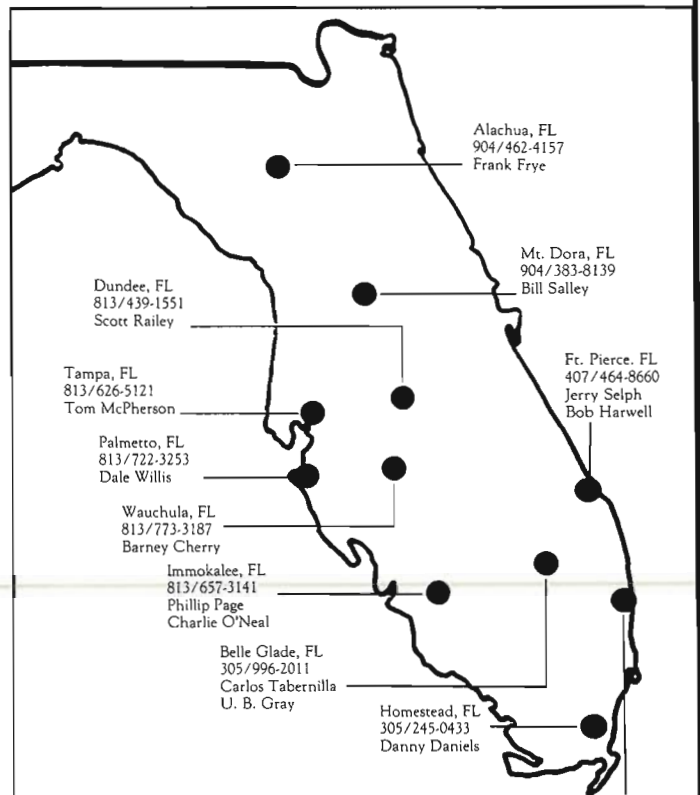 Alachua, FL
904/462-4157
Frank Frye
Mt. Dora, FL
904/383-8139
Bill Salley
Dundee, FL
813/439-1551
Scott Railey
Ft. Pierce. FL
407/464-8660
Jerry Selph
Bob Harwell
Tampa, FL
813/626-5121
Tom McPherson
Palmetto, FL
813/722-3253
Dale Willis
Wauchula, FL
813/773-3187
Barney Cherry
Immokalee, FL
813/657-3141
Phillip Page
Charlie O'Neal
Belle Glade, FL
305/996-2011
Carlos Tabernilla
U. B. Gray
Homestead, FL
305/245-0433
Danny Daniels